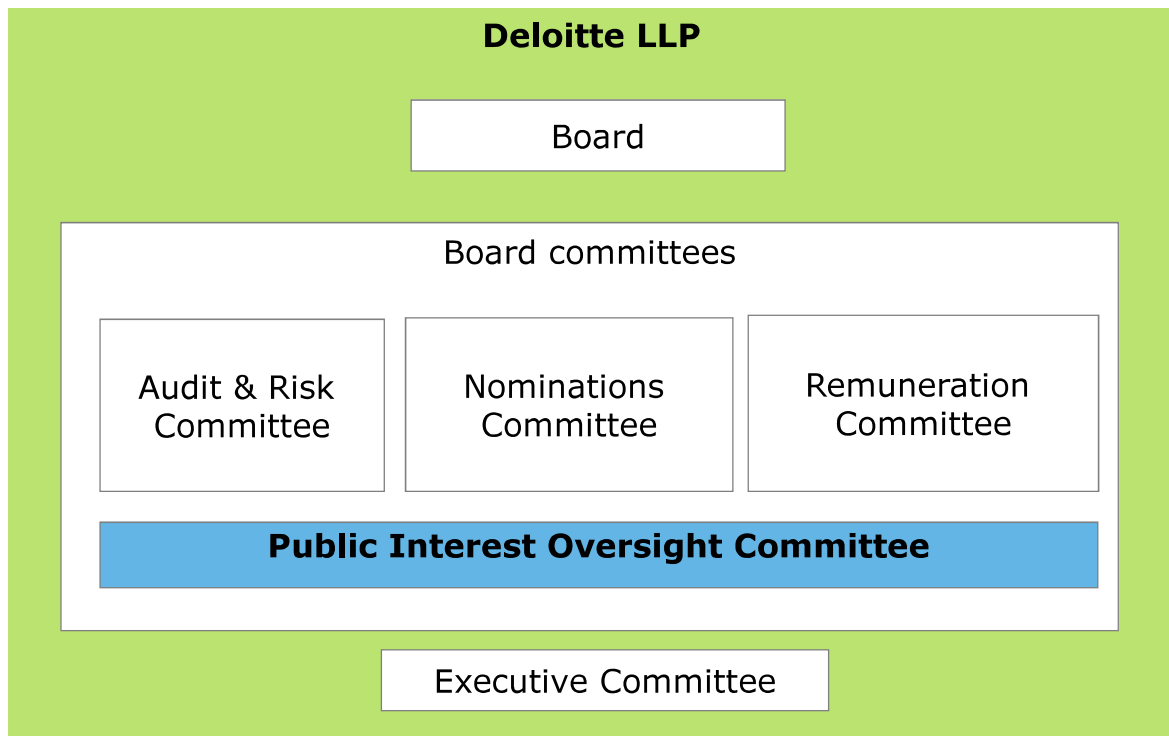 Deloitte LLP
Board
Board committees
Audit & Risk
Committee
Nominations
Committee
Remuneration
Committee
Public Interest Oversight Committee
Executive Committee